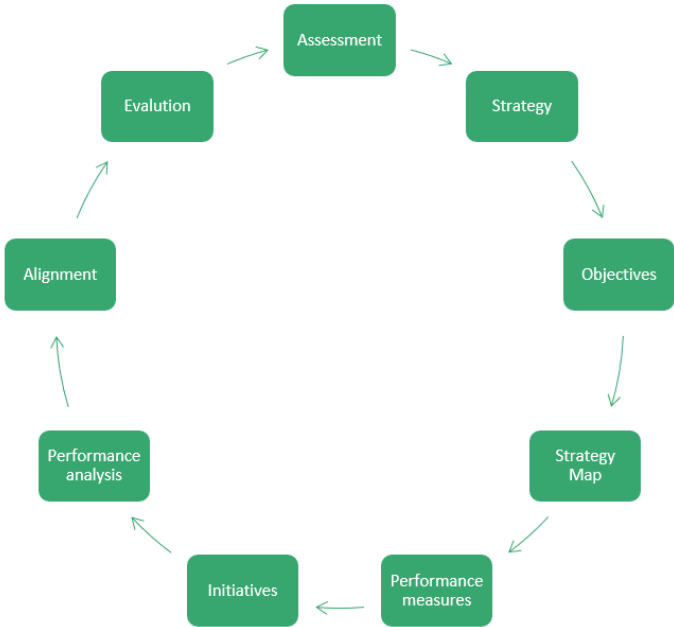 Assessment
Strategy
Objectives
Strategy
Map
Performance
measures
Initiatives
Performance
analysis
Alignment
Evalution